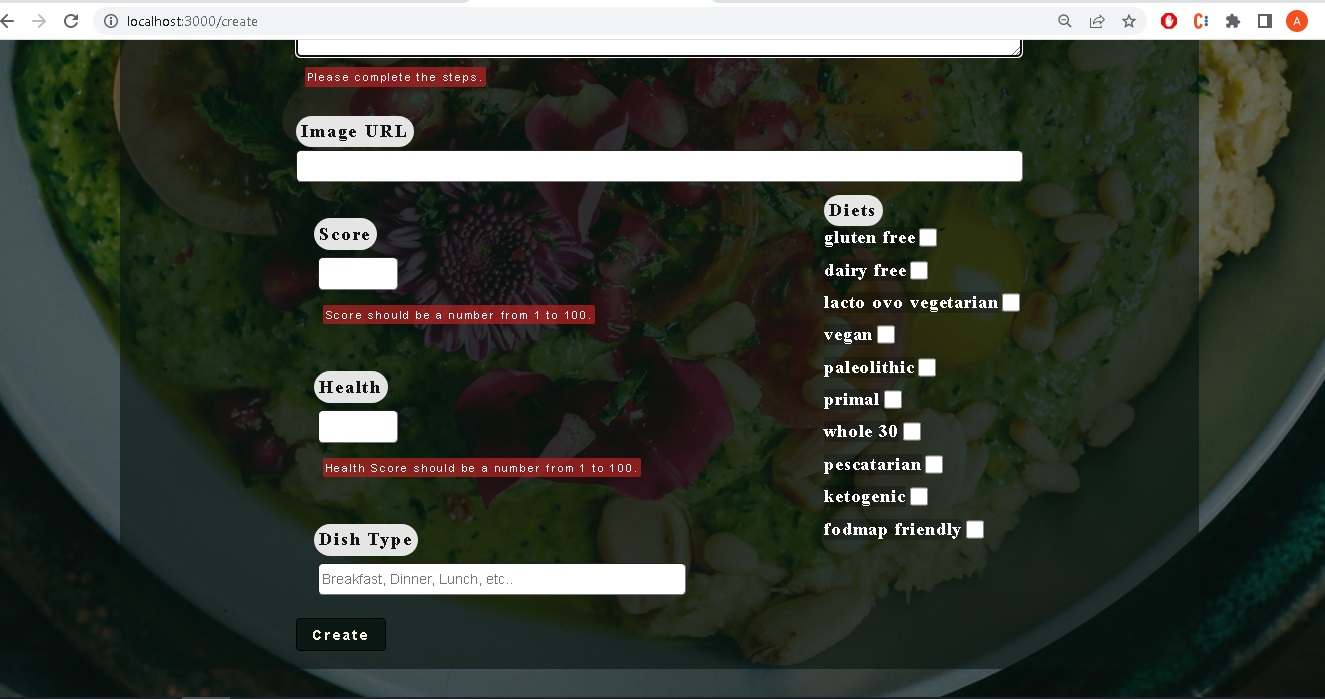 localhost:3000/create
A
Please complete the steps.
Image URL
Score
Score should be a number from 1 to 100.
Health
Health Score should be a number from 1 to 100.
Dish Type
Breakfast, Dinner, Lunch, etc..
Create
Diets
gluten free
dairy free
lacto ovo vegetarian
vegan
paleolithic
primal
whole 30
pescatarian
ketogenic
fodmap friendly